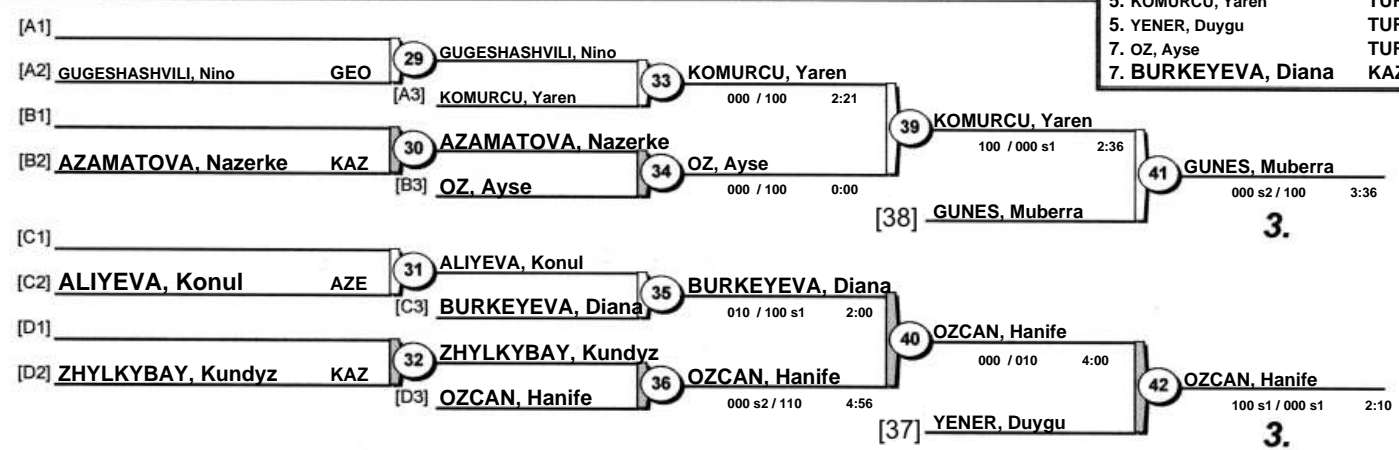 5. KOMURCU, Yaren
5. YENER, Duygu
7. OZ, Ayse
7. BURKEYEVA, Diana
[A1]
[A2] GUGESHASHVILI, Nino GEO
29
GUGESHASHVILI, Nino
[A3] KOMURCU, Yaren
33
KOMURCU, Yaren
000 / 100 2:21
[B1]
[B2] AZAMATOVA, Nazerke KAZ
30
AZAMATOVA, Nazerke
[B3] OZ, Ayse
34
OZ, Ayse
000 / 100 0:00
39
KOMURCU, Yaren
100 / 000 s1 2:36
[38] GUNES, Muberra
41
GUNES, Muberra
000 s2 / 100 3:36
3.
[C1]
[C2] ALIYEVA, Konul AZE
31
ALIYEVA, Konul
[C3] BURKEYEVA, Diana
35
BURKEYEVA, Diana
010 / 100 s1 2:00
[D1]
[D2] ZHYLKYBAY, Kundyz KAZ
32
ZHYLKYBAY, Kundyz
[D3] OZCAN, Hanife
36
OZCAN, Hanife
000 s2 / 110 4:56
40
OZCAN, Hanife
000 / 010 4:00
[37] YENER, Duygu
42
OZCAN, Hanife
100 s1 / 000 s1 2:10
3.